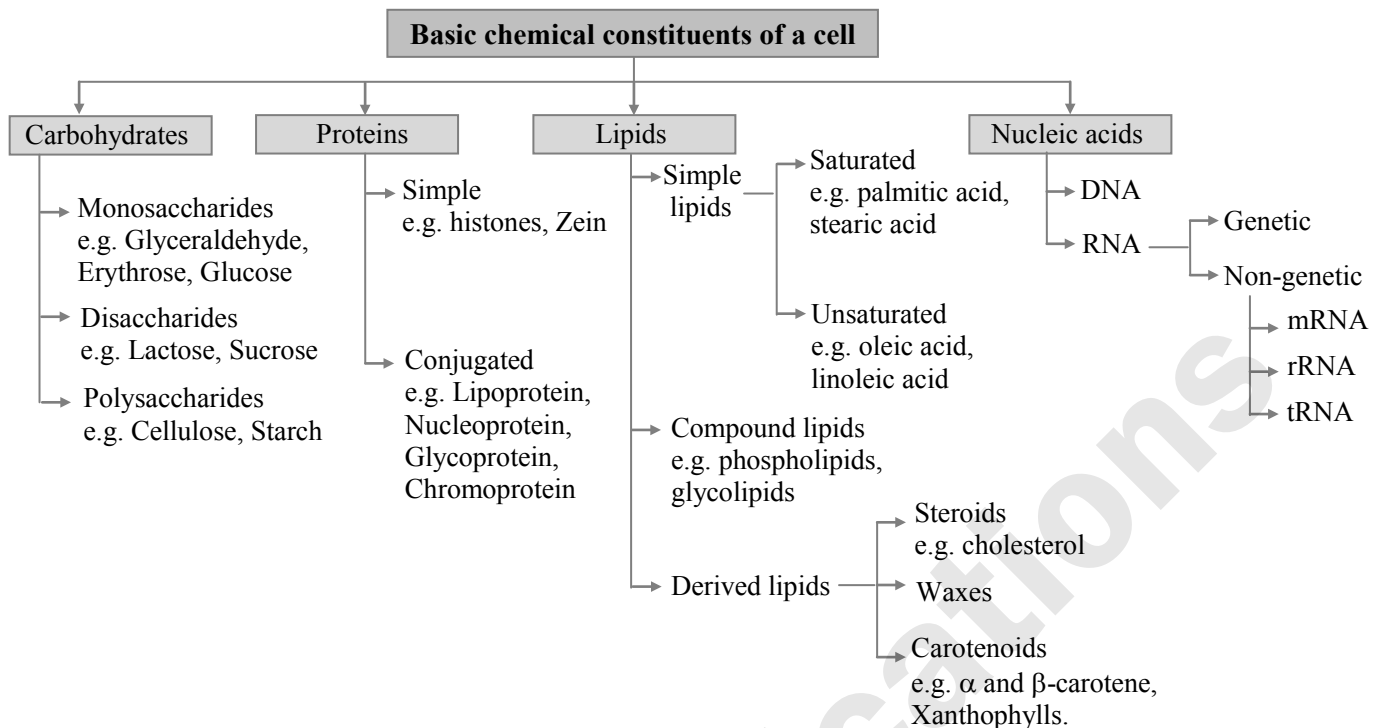 Basic chemical constituents of a cell
Carbohydrates
Monosaccharides
e.g. Glyceraldehyde,
Erythrose, Glucose
Disaccharides
e.g. Lactose, Sucrose
Polysaccharides
e.g. Cellulose, Starch
Proteins
Simple
e.g. histones, Zein
Conjugated
e.g. Lipoprotein,
Nucleoprotein,
Glycoprotein,
Chromoprotein
Lipids
Simple
lipids
Saturated
e.g. palmitic acid,
stearic acid
Unsaturated
e.g. oleic acid,
linoleic acid
Compound lipids
e.g. phospholipids,
glycolipids
Derived lipids
Steroids
e.g. cholesterol
Waxes
Carotenoids
e.g. α and β-carotene,
Xanthophylls.
Nucleic acids
DNA
RNA
Genetic
Non-genetic
mRNA
rRNA
tRNA
cations